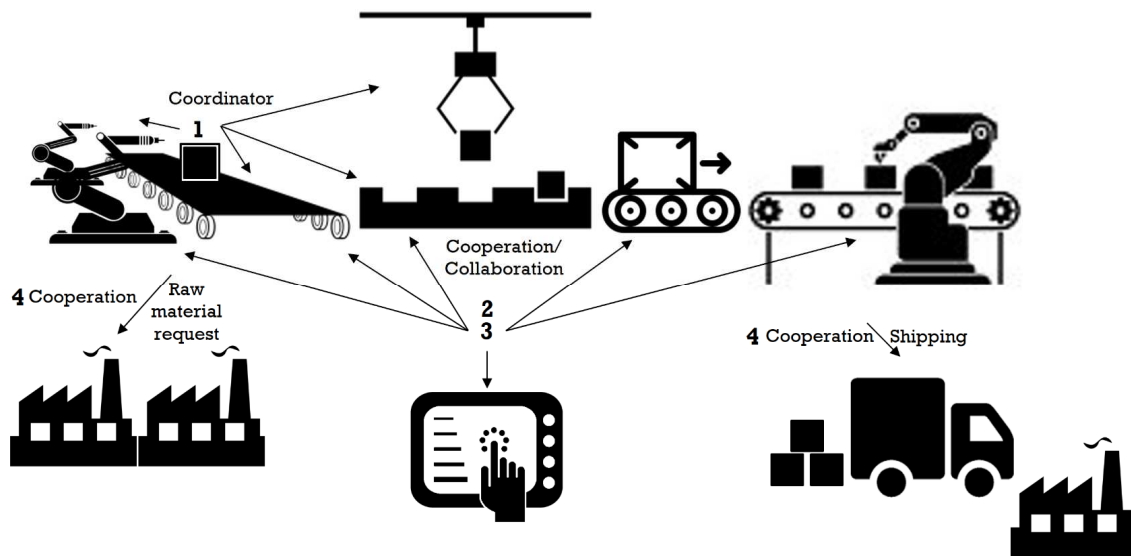 Coordinator
1
Cooperation/
Collaboration
4 Cooperation
Raw
material
request
2
3
4 Cooperation
Shipping